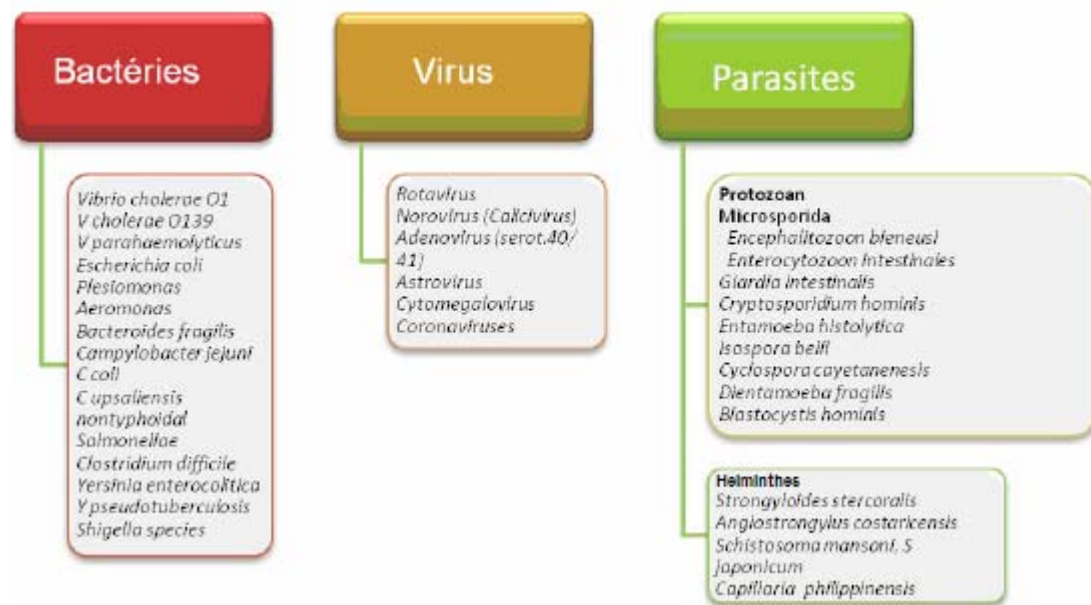 Bactéries
Vibrio cholerae O1
V cholerae O139
V parahaemolyticus
Escherichia coli
Plesiomonas
Aeromonas
Bacteroides fragilis
Campylobacter jejuni
C coli
C upsaliensis
nontyphoidal
Salmonellae
Clostridium difficile
Yersinia enterocolitica
Y pseudotuberculosis
Shigella species
Virus
Rotavirus
Norovirus (Calicivirus)
Adenovirus (serot.40/
41)
Astrovirus
Cytomegalovirus
Coronaviruses
Parasites
Protozoan
Microsporida
Encephalitozoon bieneusi
Enterocytozoon intestinales
Giardia intestinalis
Cryptosporidium hominis
Entamoeba histolytica
Isospora belli
Cyclospora cayetanenesis
Dientamoeba fragilis
Blastocystis hominis
Helminthes
Strongyloides stercoralis
Angiostrongylus costaricensis
Schistosoma mansoni, S
japonicum
Capillaria philippinensis